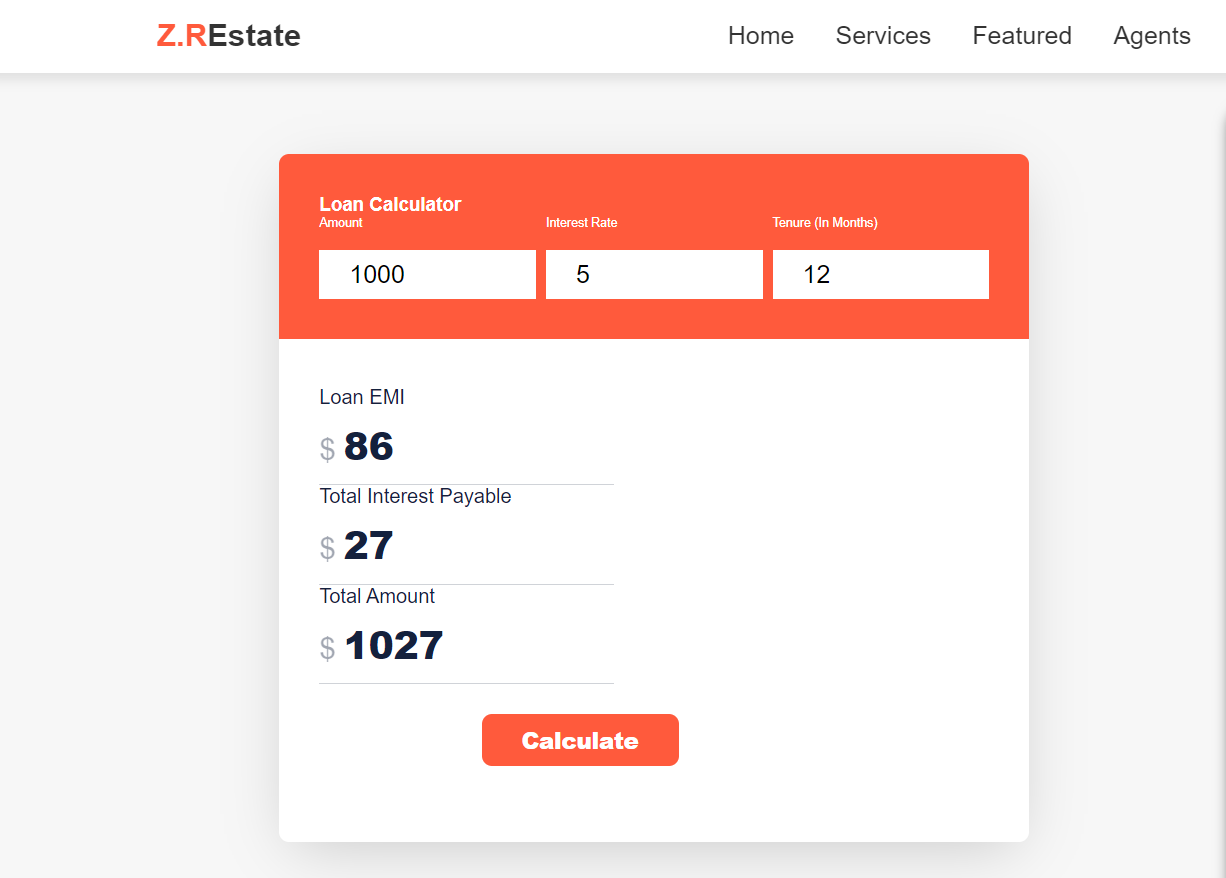 Z.REstate Home Services Featured Agents
Loan Calculator
Amount Interest Rate Tenure (In Months)
1000 5 12
Loan EMI
$ 86
Total Interest Payable
$ 27
Total Amount
$ 1027
Calculate